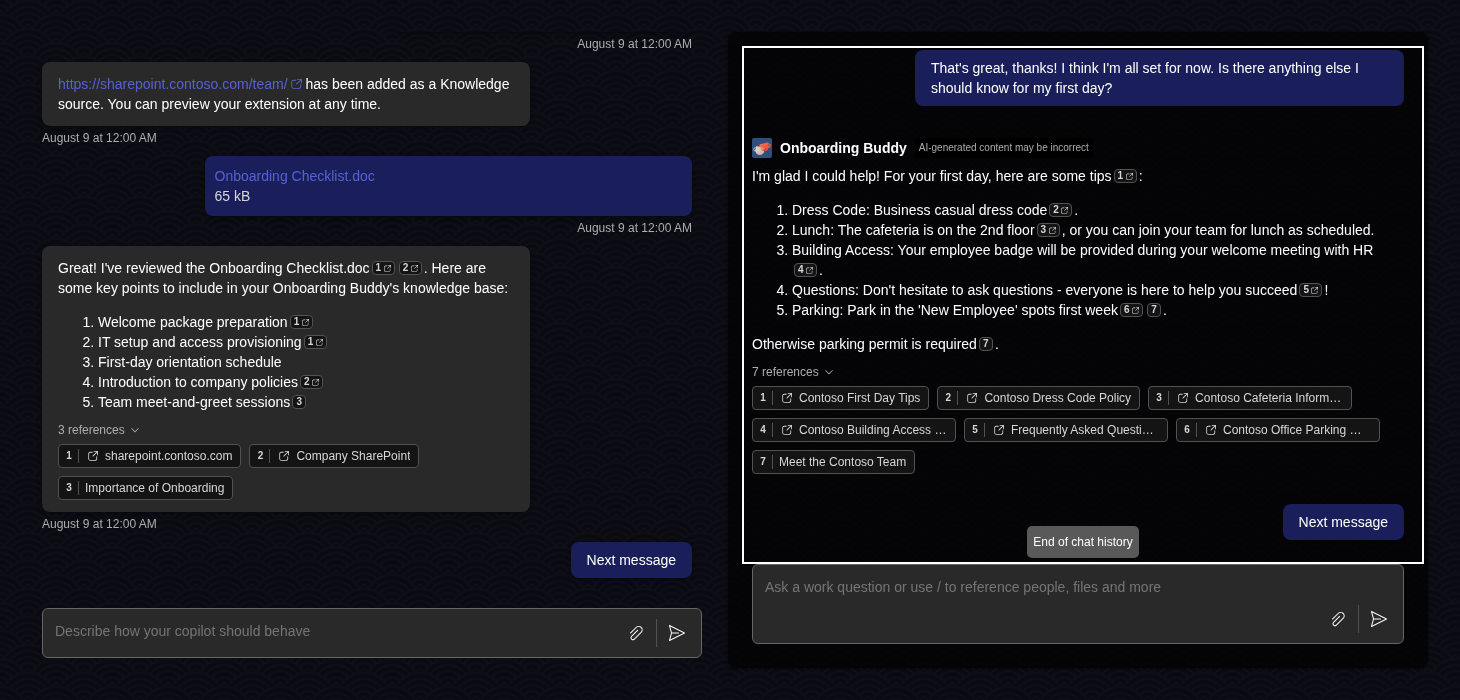 August 9 at 12:00 AM
https://sharepoint.contoso.com/team/ has been added as a Knowledge
source. You can preview your extension at any time.
August 9 at 12:00 AM
Onboarding Checklist.doc
65 kB
August 9 at 12:00 AM
Great! I've reviewed the Onboarding Checklist.doc 1 2 . Here are
some key points to include in your Onboarding Buddy's knowledge base:
1. Welcome package preparation 1
2. IT setup and access provisioning 1
3. First-day orientation schedule
4. Introduction to company policies 2
5. Team meet-and-greet sessions 3
3 references
1 sharepoint.contoso.com 2 Company SharePoint
3 Importance of Onboarding
August 9 at 12:00 AM
Next message
Describe how your copilot should behave
That's great, thanks! I think I'm all set for now. Is there anything else I
should know for my first day?
Onboarding Buddy AI-generated content may be incorrect
I'm glad I could help! For your first day, here are some tips 1 :
1. Dress Code: Business casual dress code 2 .
2. Lunch: The cafeteria is on the 2nd floor 3 , or you can join your team for lunch as scheduled.
3. Building Access: Your employee badge will be provided during your welcome meeting with HR
4 .
4. Questions: Don't hesitate to ask questions - everyone is here to help you succeed 5 !
5. Parking: Park in the 'New Employee' spots first week 6 7 .
Otherwise parking permit is required 7 .
7 references
1 Contoso First Day Tips 2 Contoso Dress Code Policy 3 Contoso Cafeteria Inform…
4 Contoso Building Access … 5 Frequently Asked Questi… 6 Contoso Office Parking …
7 Meet the Contoso Team
Next message
End of chat history
Ask a work question or use / to reference people, files and more